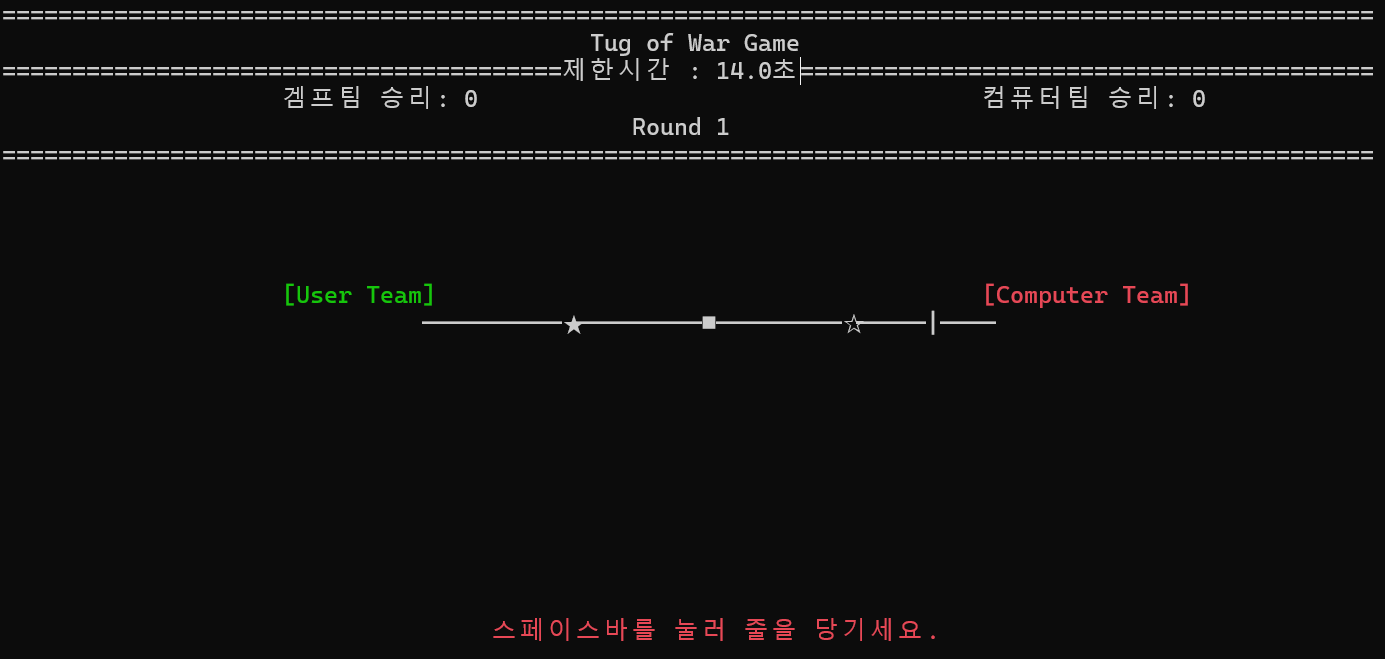 ==================================================================================================
Tug of War Game
========================================제한시간 : 14.0초=========================================
겜프팀 승리: 0 컴퓨터팀 승리: 0
Round 1
==================================================================================================
[User Team] [Computer Team]
──────────★─────────■─────────☆─────|────
스페이스바를 눌러 줄을 당기세요.